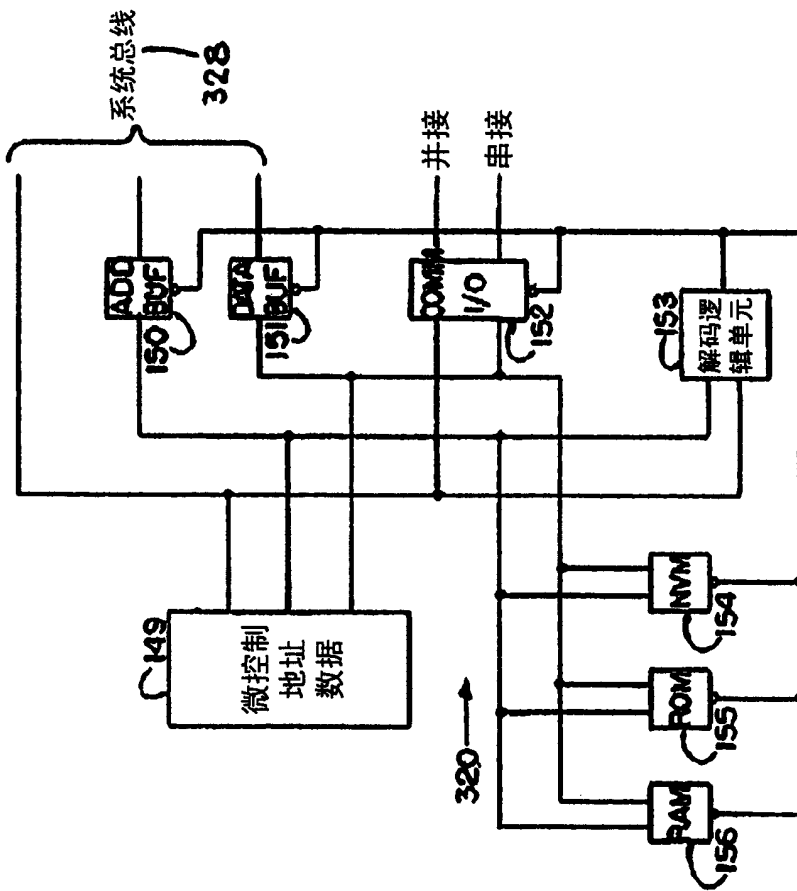 系统总线
328
ADD
BUF
150
DATA
BUF
151
并接
串接
COMM
I/O
152
153
解码逻
辑单元
149
微控制
地址
数据
320
NVM
154
ROM
155
RAM
156